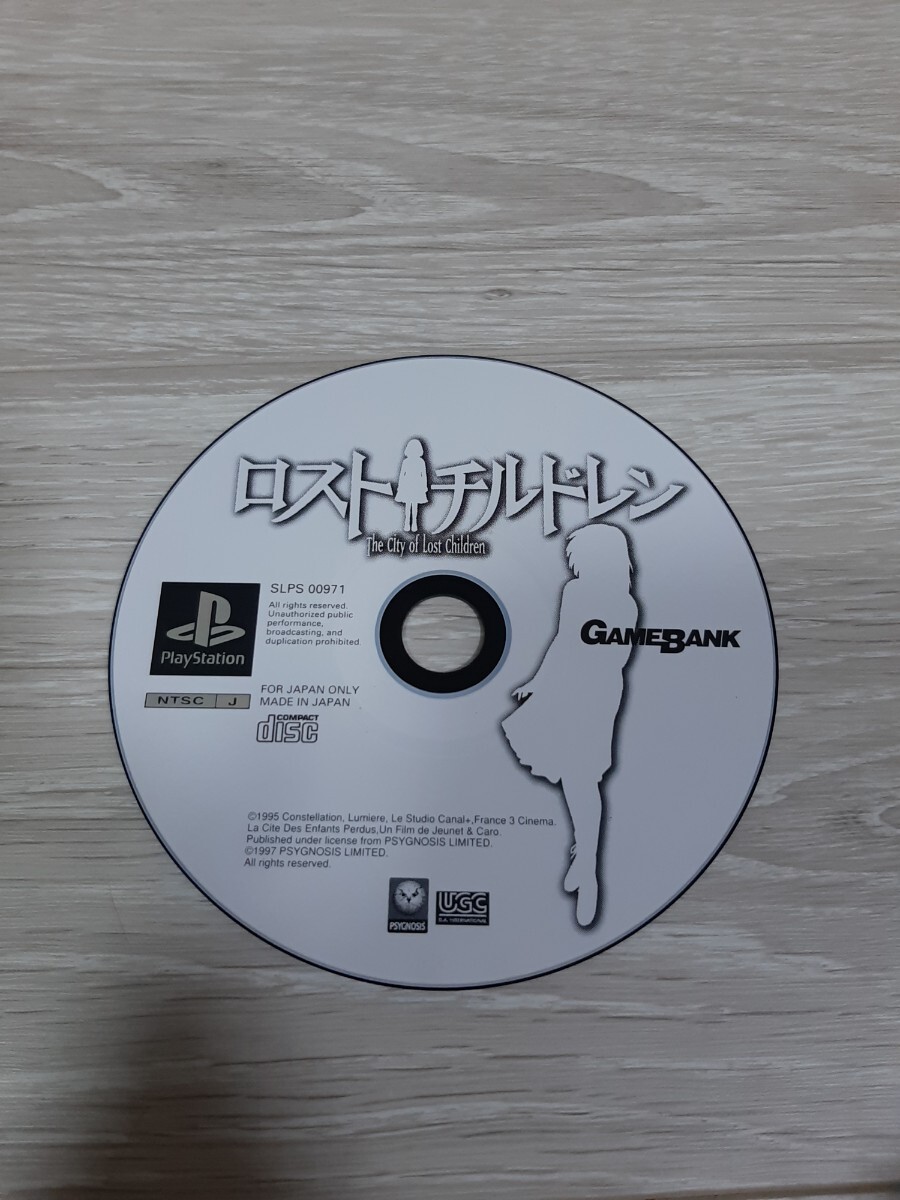 ロスト チルドレン
The City of Lost Children
SLPS 00971
All rights reserved.
Unauthorized public
performance,
broadcasting, and
duplication prohibited.
PlayStation
GAMEBANK
NTSC J
FOR JAPAN ONLY
MADE IN JAPAN
COMPACT
disc
©1995 Constellation, Lumiere, Le Studio Canal+,France 3 Cinema.
La Cite Des Enfants Perdus,Un Film de Jeunet & Caro.
Published under license from PSYGNOSIS LIMITED.
©1997 PSYGNOSIS LIMITED.
All rights reserved.
PSYGNOSIS
UGC
S.A. INTERNATIONAL